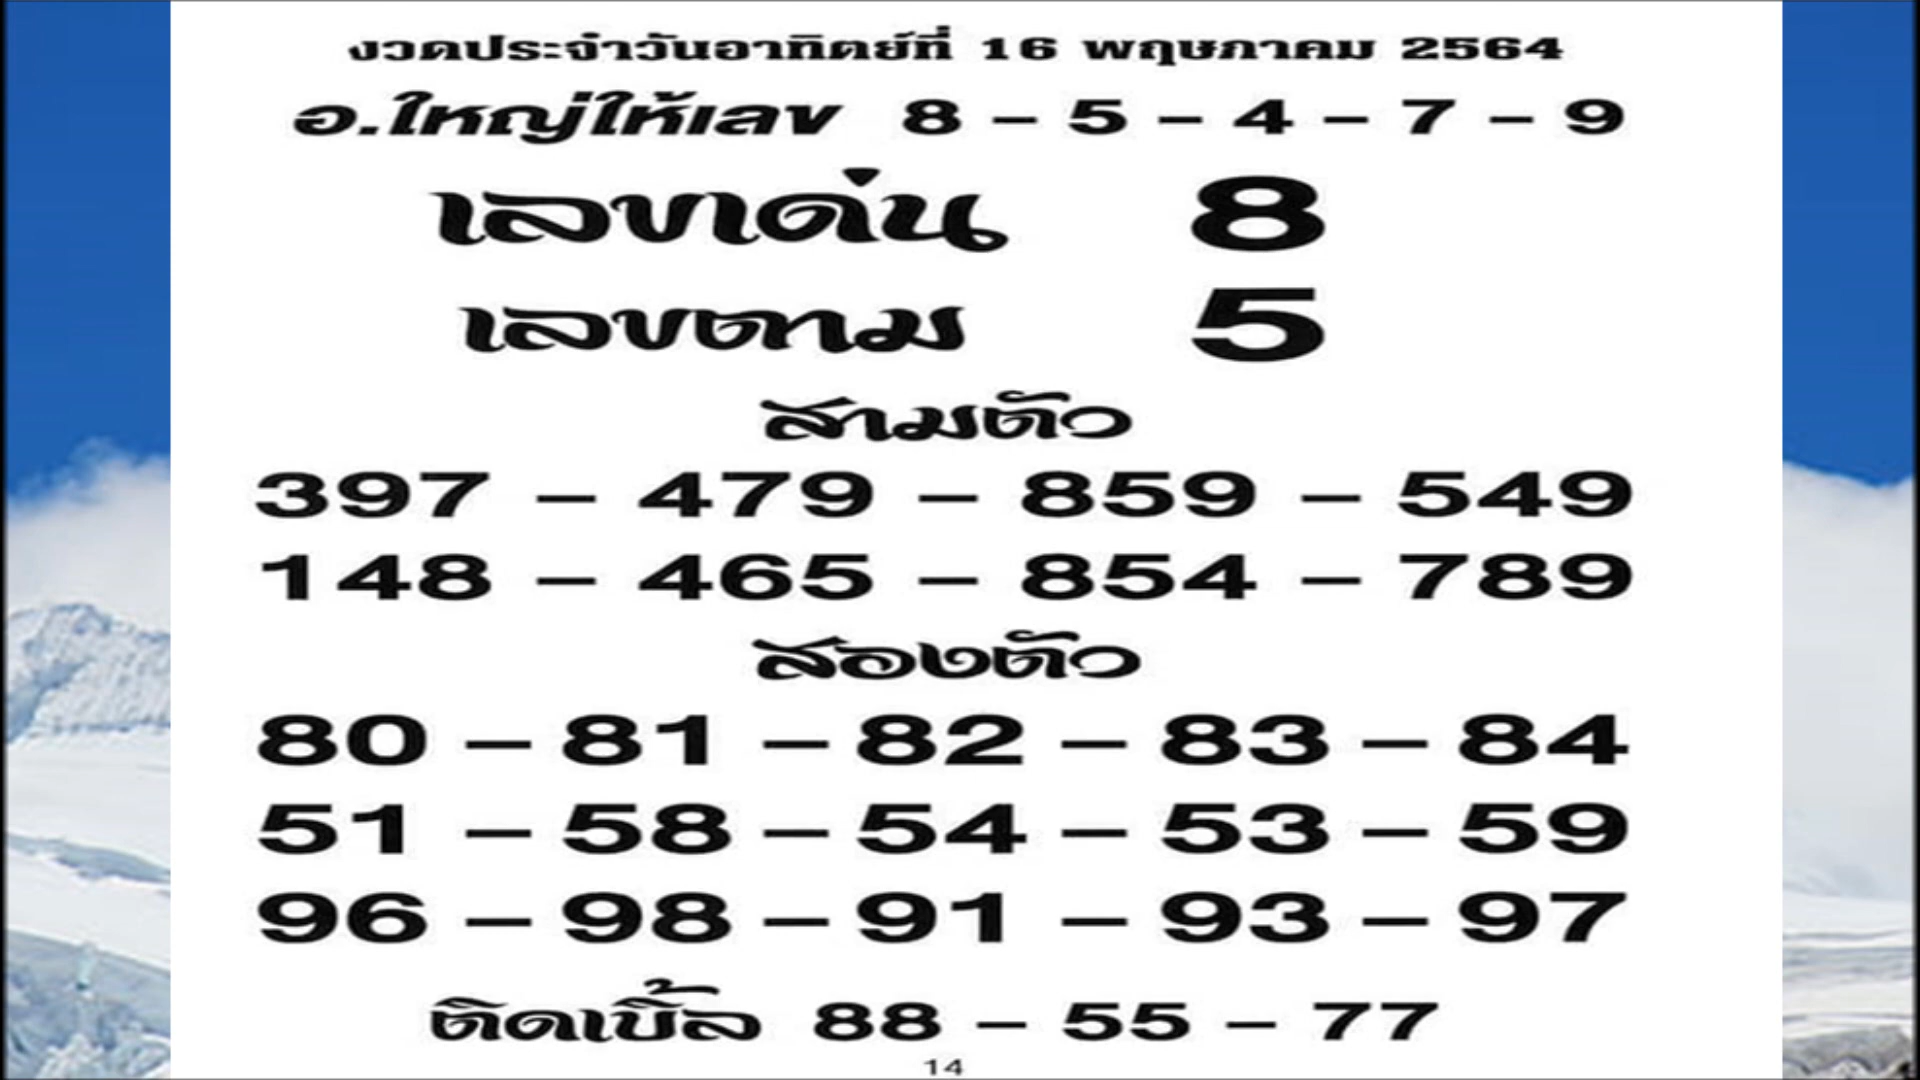 งวดประจำวันอาทิตย์ที่ 16 พฤษภาคม 2564
อ.ใหญ่ให้เลข 8 - 5 - 4 - 7 - 9
เลขเด่น 8
เลขตาม 5
สามตัว
397 - 479 - 859 - 549
148 - 465 - 854 - 789
สองตัว
80 - 81 - 82 - 83 - 84
51 - 58 - 54 - 53 - 59
96 - 98 - 91 - 93 - 97
ติดเบิ้ล 88 - 55 - 77
14